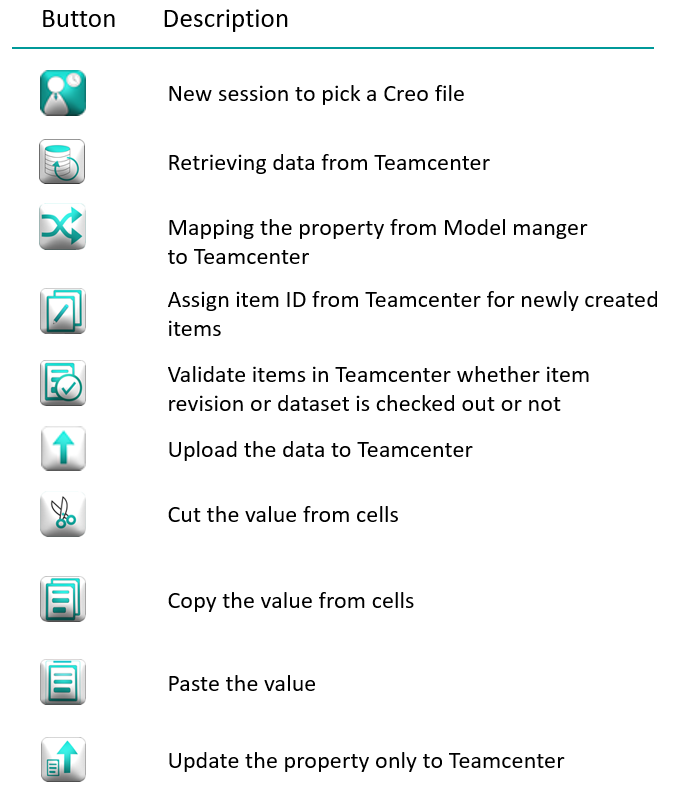 Button Description
New session to pick a Creo file
Retrieving data from Teamcenter
Mapping the property from Model manger
to Teamcenter
Assign item ID from Teamcenter for newly created
items
Validate items in Teamcenter whether item
revision or dataset is checked out or not
Upload the data to Teamcenter
Cut the value from cells
Copy the value from cells
Paste the value
Update the property only to Teamcenter